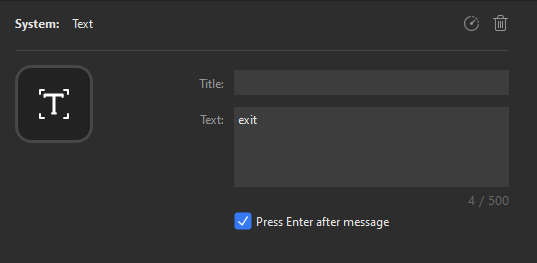 System: Text
Title:
Text: exit
4 / 500
Press Enter after message